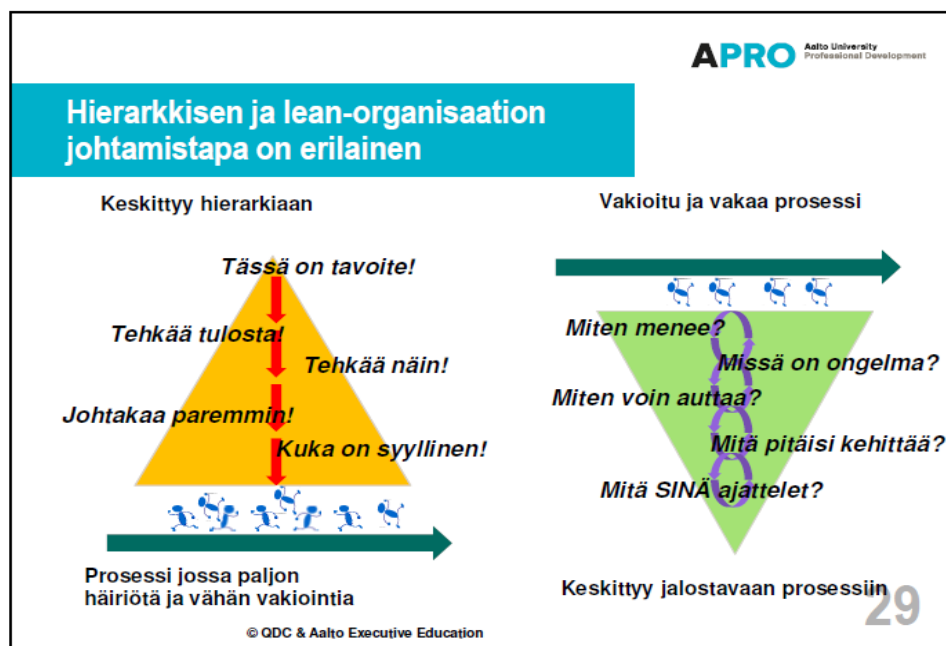 APRO
Aalto University
Professional Development
Hierarkkisen ja lean-organisaation
johtamistapa on erilainen
Keskittyy hierarkiaan
Tässä on tavoite!
Tehkää tulosta!
Tehkää näin!
Johtakaa paremmin!
Kuka on syyllinen!
Prosessi jossa paljon
häiriötä ja vähän vakiointia
Vakioitu ja vakaa prosessi
Miten menee?
Missä on ongelma?
Miten voin auttaa?
Mitä pitäisi kehittää?
Mitä SINÄ ajattelet?
Keskittyy jalostavaan prosessiin
29
© QDC & Aalto Executive Education